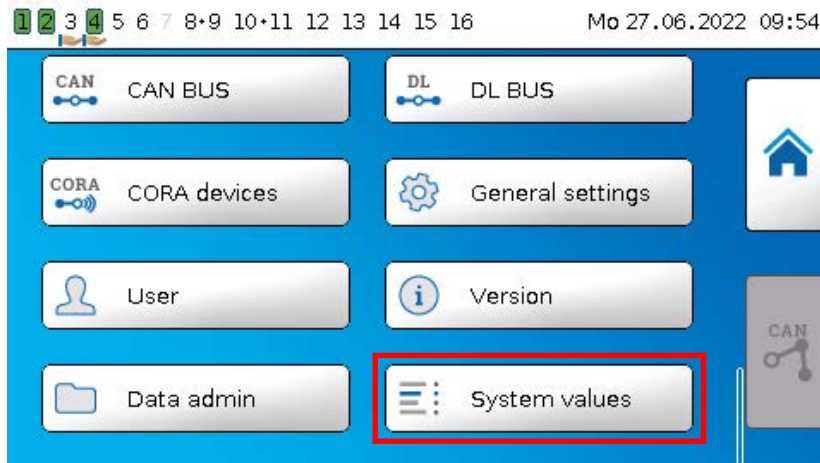 1 2 3 4 5 6 7 8+9 10+11 12 13 14 15 16 Mo 27.06.2022 09:54
CAN CAN BUS
DL DL BUS
CORA CORA devices
General settings
User
i Version
CAN
Data admin
System values